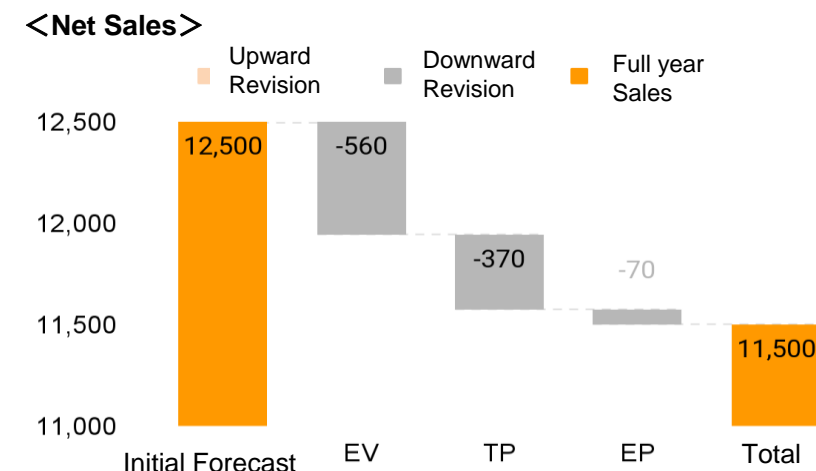 ＜Net Sales＞
Upward
Revision
Downward
Revision
Full year
Sales
12,500
12,000
11,500
11,000
12,500
-560
-370
-70
11,500
Initial Forecast
EV
TP
EP
Total